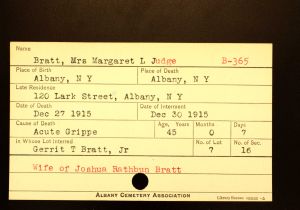 Name
Bratt, Mrs Margaret L Judge B-365
Place of Birth Place of Death
Albany, N Y Albany, N Y
Late Residence
120 Lark Street, Albany, N Y
Date of Death Date of Interment
Dec 27 1915 Dec 30 1915
Cause of Death Age, Years Months Days
Acute Grippe 45 0 7
in Whose Lot Interred No. of Lot No. of Sec.
Gerrit T Bratt, Jr 7 16
Wife of Joshua Rathbun Bratt
ALBANY CEMETERY ASSOCIATION
Library Bureau